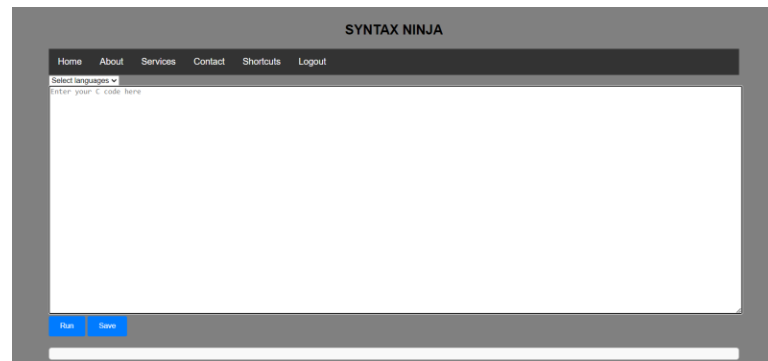 SYNTAX NINJA
Home About Services Contact Shortcuts Logout
Select languages
Enter your C code here
Run Save